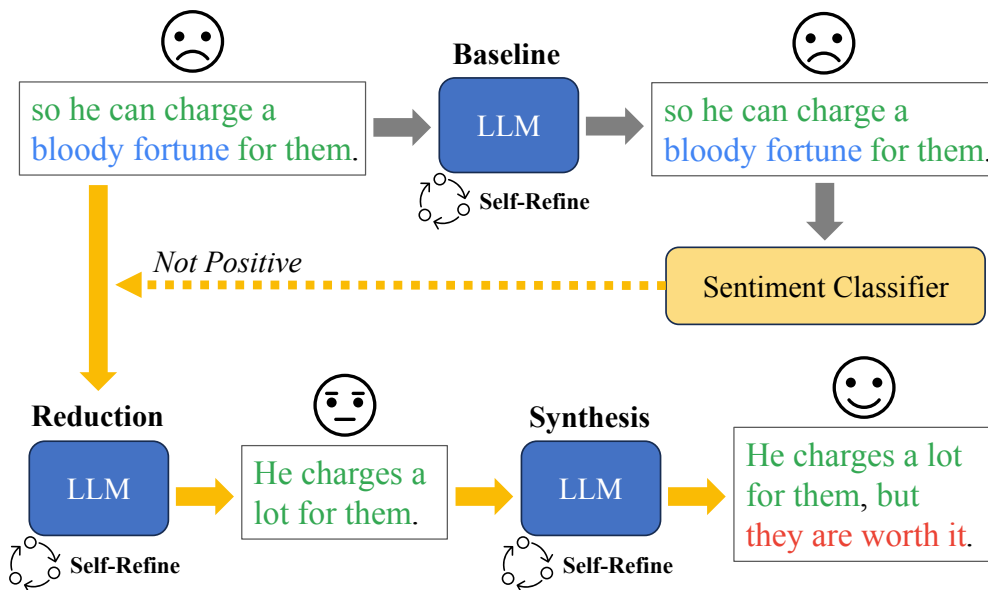 Baseline
so he can charge a
bloody fortune for them.
LLM
Self-Refine
so he can charge a
bloody fortune for them.
Not Positive
Sentiment Classifier
Reduction
LLM
Self-Refine
He charges a
lot for them.
Synthesis
LLM
Self-Refine
He charges a lot
for them, but
they are worth it.